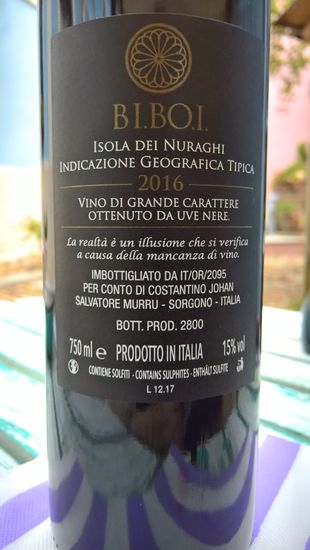 BI.BO.I.
ISOLA DEI NURAGHI
INDICAZIONE GEOGRAFICA TIPICA
2016
VINO DI GRANDE CARATTERE
OTTENUTO DA UVE NERE.
La realtà è un illusione che si verifica
a causa della mancanza di vino.
IMBOTTIGLIATO DA IT/OR/2095
PER CONTO DI COSTANTINO JOHAN
SALVATORE MURRU - SORGONO - ITALIA
BOTT. PROD. 2800
750 ml e PRODOTTO IN ITALIA 15% vol
CONTIENE SOLFITI - CONTAINS SULPHITES - ENTHÄLT SULFITE
L 12.17